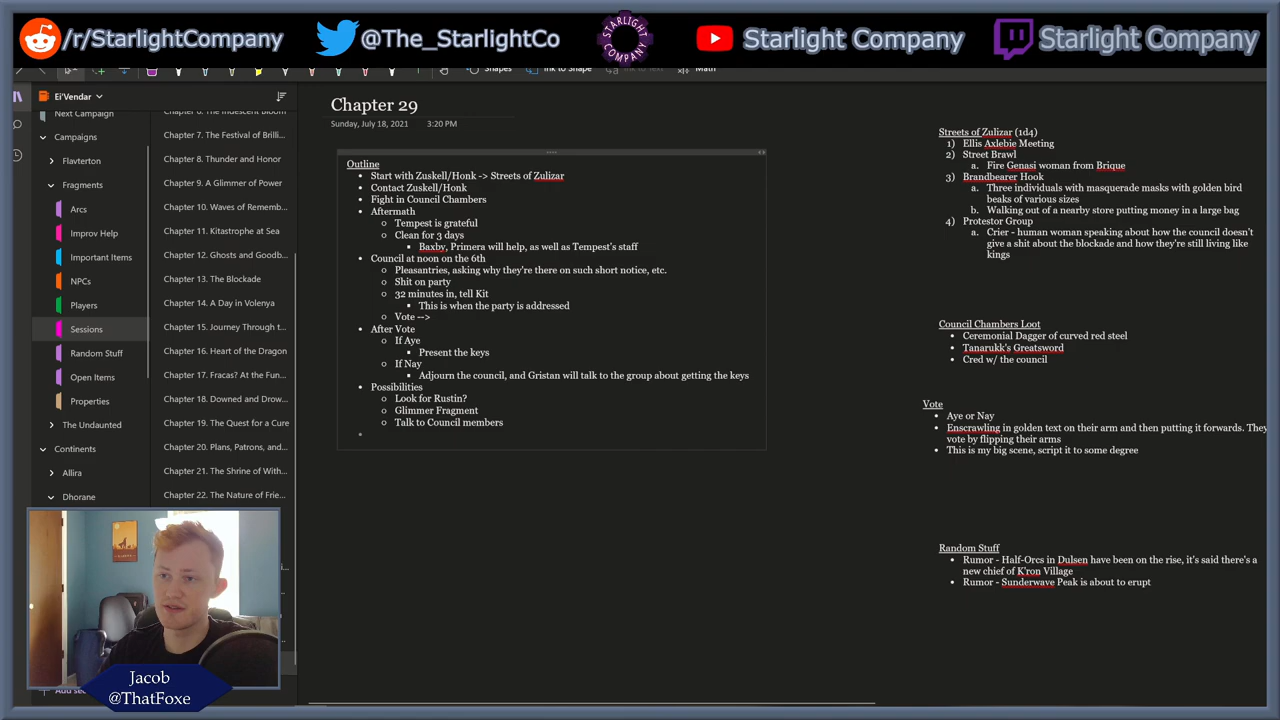 /r/StarlightCompany
@The_StarlightCo
STARLIGHT COMPANY
Starlight Company
Starlight Company
Shapes
Ink to Shape
Ink to Text
Math
Ei'Vendar
Next Campaign
Campaigns
Flavterton
Fragments
Arcs
Improv Help
Important Items
NPCs
Players
Sessions
Random Stuff
Open Items
Properties
The Undaunted
Continents
Allira
Dhorane
Chapter 6. The Iridescent Bloom
Chapter 7. The Festival of Brilli...
Chapter 8. Thunder and Honor
Chapter 9. A Glimmer of Power
Chapter 10. Waves of Rememb...
Chapter 11. Kitastrophe at Sea
Chapter 12. Ghosts and Goodb...
Chapter 13. The Blockade
Chapter 14. A Day in Volenya
Chapter 15. Journey Through t...
Chapter 16. Heart of the Dragon
Chapter 17. Fracas? At the Fun...
Chapter 18. Downed and Drow...
Chapter 19. The Quest for a Cure
Chapter 20. Plans, Patrons, and...
Chapter 21. The Shrine of With...
Chapter 22. The Nature of Frie...
Chapter 29
Sunday, July 18, 2021 3:20 PM
Outline
• Start with Zuskell/Honk -> Streets of Zulizar
• Contact Zuskell/Honk
• Fight in Council Chambers
• Aftermath
○ Tempest is grateful
○ Clean for 3 days
▪ Baxby, Primera will help, as well as Tempest's staff
• Council at noon on the 6th
○ Pleasantries, asking why they're there on such short notice, etc.
○ Shit on party
○ 32 minutes in, tell Kit
▪ This is when the party is addressed
○ Vote -->
• After Vote
○ If Aye
▪ Present the keys
○ If Nay
▪ Adjourn the council, and Gristan will talk to the group about getting the keys
• Possibilities
○ Look for Rustin?
○ Glimmer Fragment
○ Talk to Council members
Streets of Zulizar (1d4)
1) Ellis Axlebie Meeting
2) Street Brawl
a. Fire Genasi woman from Brique
3) Brandbearer Hook
a. Three individuals with masquerade masks with golden bird
beaks of various sizes
b. Walking out of a nearby store putting money in a large bag
4) Protestor Group
a. Crier - human woman speaking about how the council doesn't
give a shit about the blockade and how they're still living like
kings
Council Chambers Loot
• Ceremonial Dagger of curved red steel
• Tanarukk's Greatsword
• Cred w/ the council
Vote
• Aye or Nay
• Enscrawling in golden text on their arm and then putting it forwards. They
vote by flipping their arms
• This is my big scene, script it to some degree
Random Stuff
• Rumor - Half-Orcs in Dulsen have been on the rise, it's said there's a
new chief of K'ron Village
• Rumor - Sunderwave Peak is about to erupt
Jacob
@ThatFoxe
Add sec